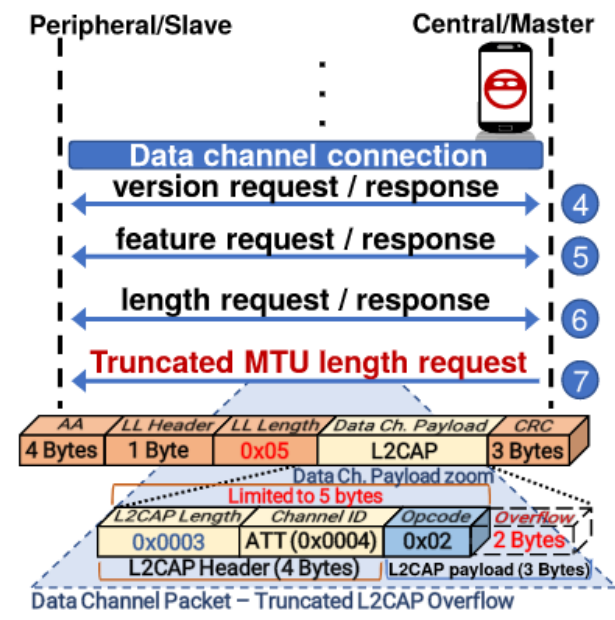 Peripheral/Slave
Central/Master
Data channel connection
version request / response
4
feature request / response
5
length request / response
6
Truncated MTU length request
7
AA LL Header LL Length Data Ch. Payload CRC
4 Bytes 1 Byte 0x05 L2CAP 3 Bytes
Data Ch. Payload zoom
Limited to 5 bytes
L2CAP Length Channel ID Opcode Overflow
0x0003 ATT (0x0004) 0x02 2 Bytes
L2CAP Header (4 Bytes) L2CAP payload (3 Bytes)
Data Channel Packet – Truncated L2CAP Overflow